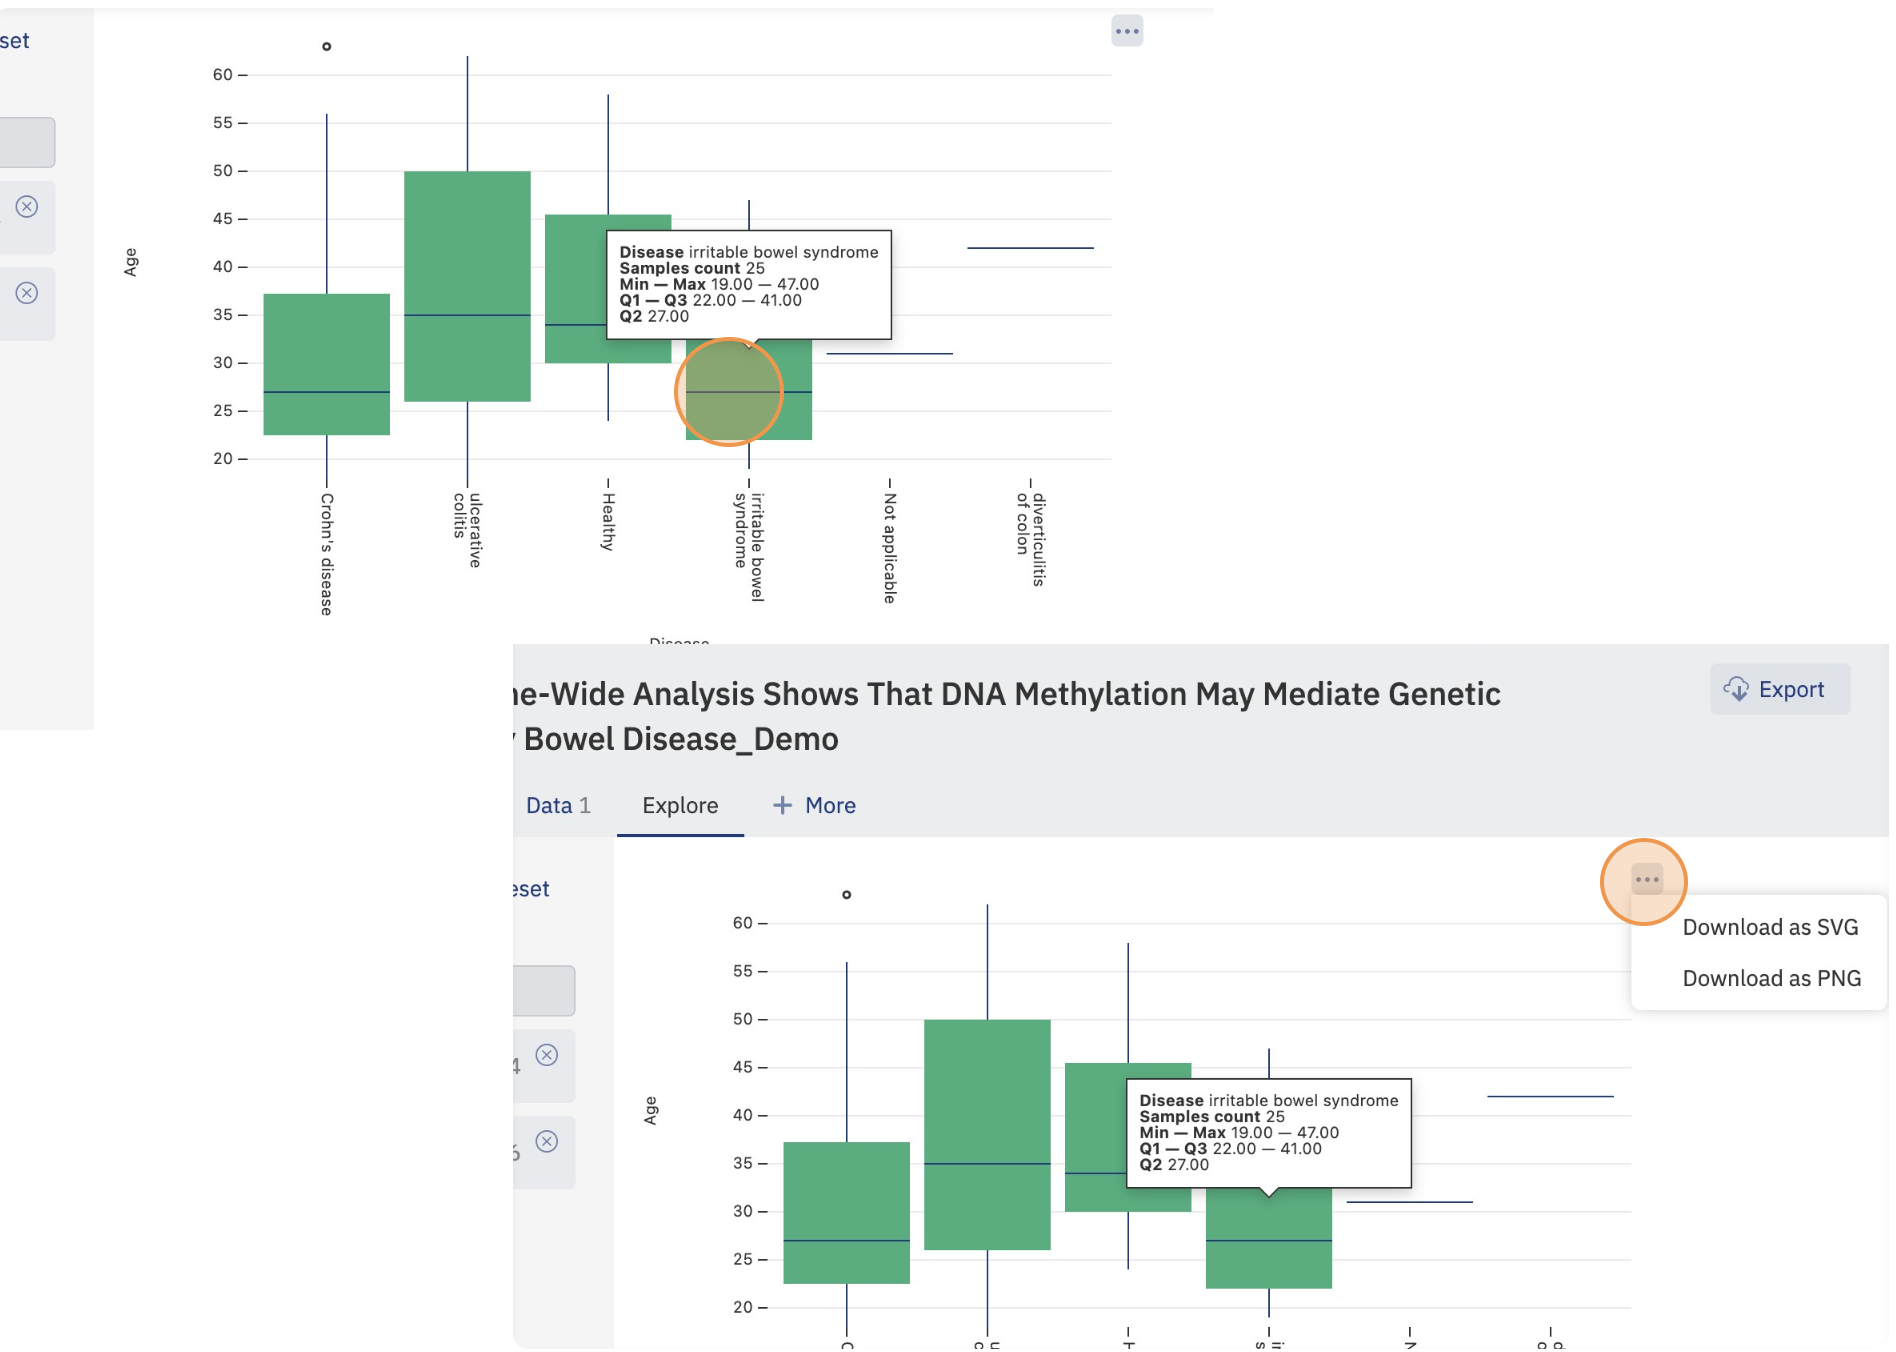 set
60
55
50
45
40
35
30
25
20
Age
Disease irritable bowel syndrome
Samples count 25
Min — Max 19.00 — 47.00
Q1 — Q3 22.00 — 41.00
Q2 27.00
Crohn's disease
ulcerative
colitis
Healthy
irritable bowel
syndrome
Not applicable
diverticulitis
of colon
Disease
ne-Wide Analysis Shows That DNA Methylation May Mediate Genetic
Bowel Disease_Demo
Export
Data 1
Explore
+ More
eset
4
6
Download as SVG
Download as PNG
60
55
50
45
40
35
30
25
20
Age
Disease irritable bowel syndrome
Samples count 25
Min — Max 19.00 — 47.00
Q1 — Q3 22.00 — 41.00
Q2 27.00